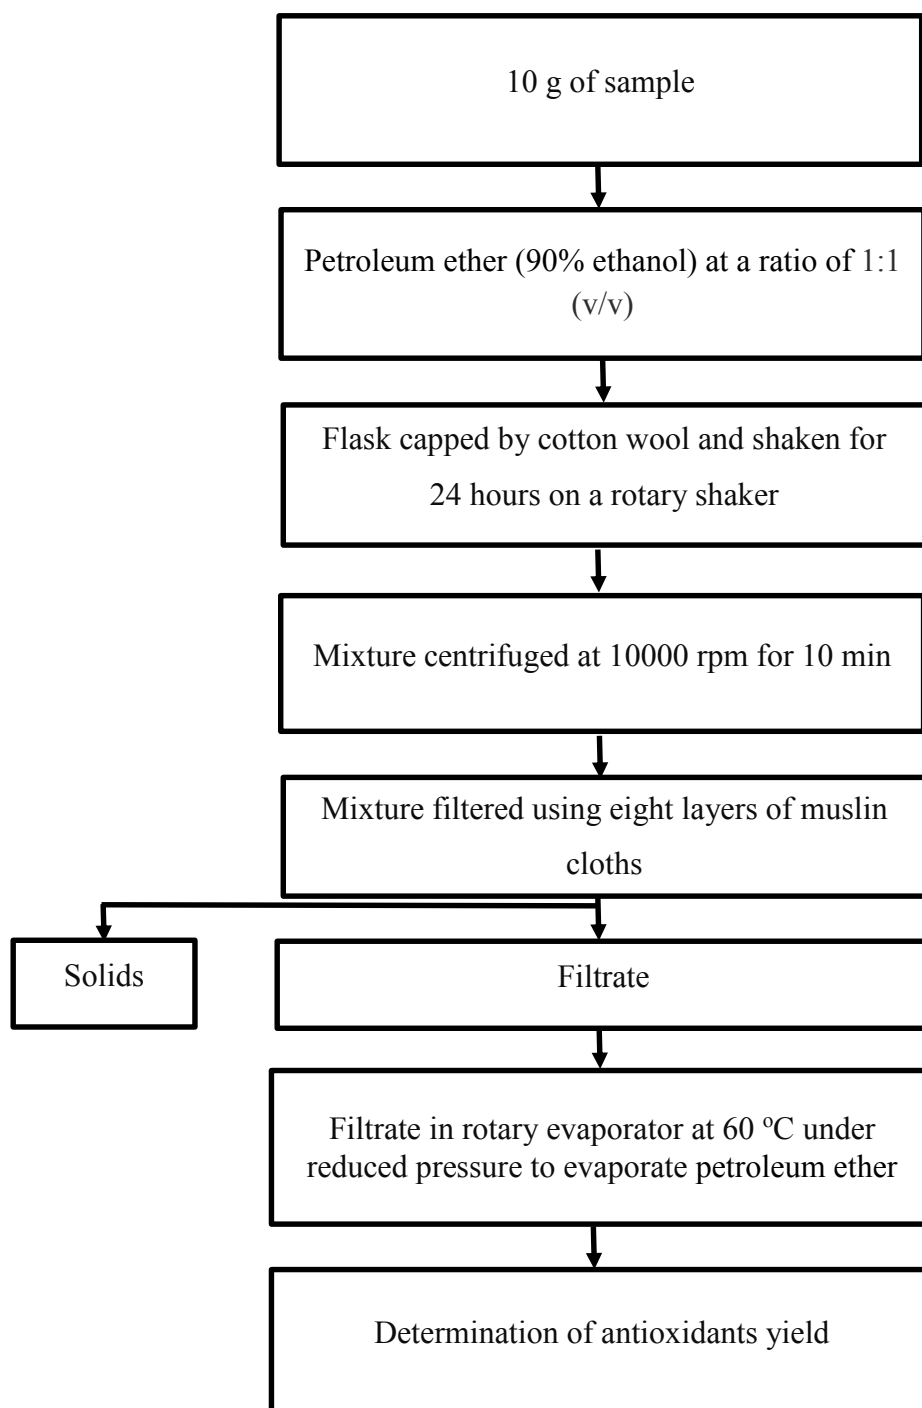 10 g of sample
Petroleum ether (90% ethanol) at a ratio of 1:1
(v/v)
Flask capped by cotton wool and shaken for
24 hours on a rotary shaker
Mixture centrifuged at 10000 rpm for 10 min
Mixture filtered using eight layers of muslin
cloths
Solids
Filtrate
Filtrate in rotary evaporator at 60 °C under
reduced pressure to evaporate petroleum ether
Determination of antioxidants yield